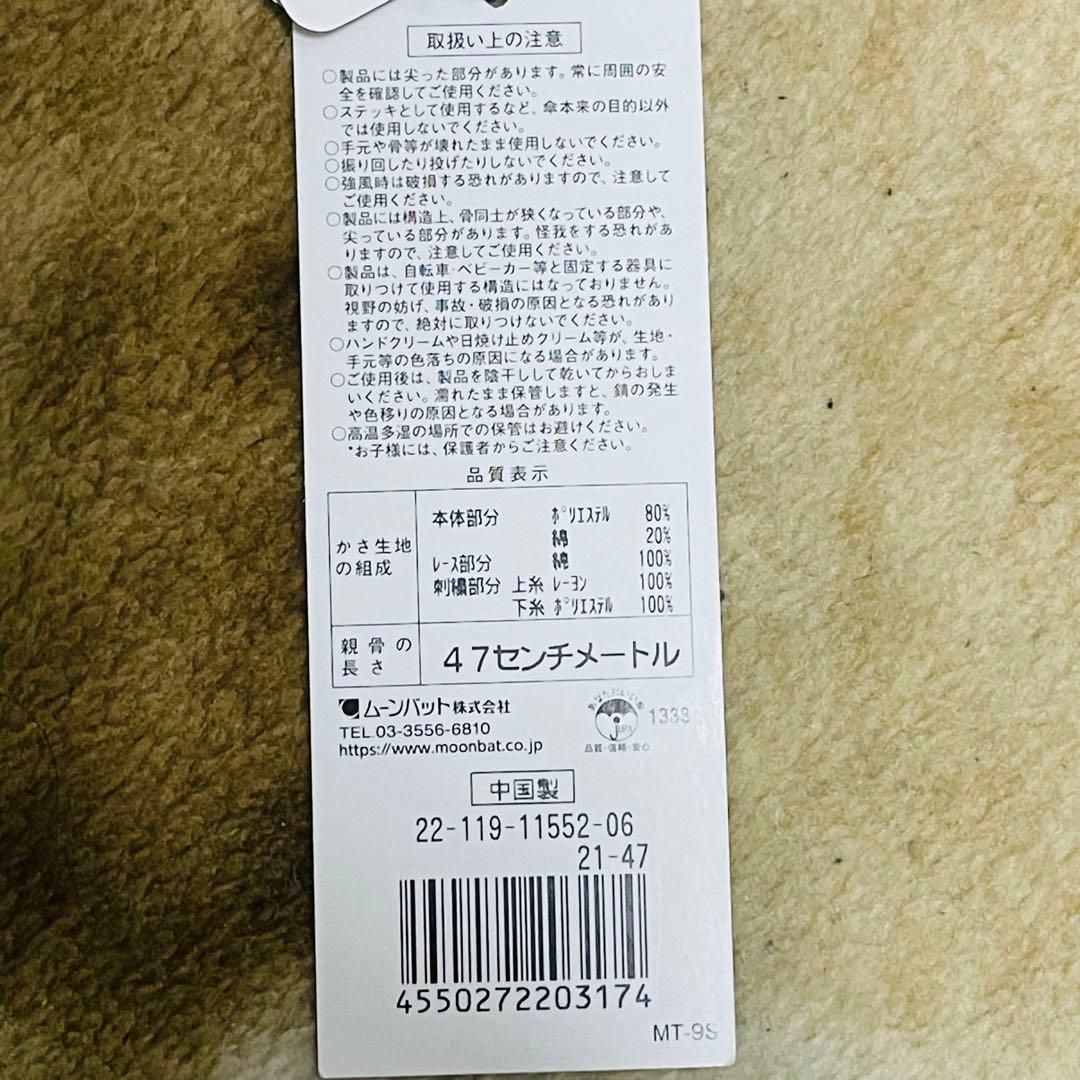 取扱い上の注意
○製品には尖った部分があります。常に周囲の安
全を確認してご使用ください。
○ステッキとして使用するなど、傘本来の目的以外
では使用しないでください。
○手元や骨等が壊れたまま使用しないでください。
○振り回したり投げたりしないでください。
○強風時は破損する恐れがありますので、注意して
ご使用ください。
○製品には構造上、骨同士が狭くなっている部分や、
尖っている部分があります。怪我をする恐れがあ
りますので、注意してご使用ください。
○製品は、自転車・ベビーカー等と固定する器具に
取りつけて使用する構造にはなっておりません。
視野の妨げ、事故・破損の原因となる恐れがあり
ますので、絶対に取りつけないでください。
○ハンドクリームや日焼け止めクリーム等が、生地・
手元等の色落ちの原因になる場合があります。
○ご使用後は、製品を陰干しして乾いてからおしま
いください。濡れたまま保管しますと、錆の発生
や色移りの原因となる場合があります。
○高温多湿の場所での保管はお避けください。
*お子様には、保護者からご注意ください。
品質表示
かさ生地
の組成
本体部分 ポリエステル 80%
綿 20%
レース部分 綿 100%
刺繍部分 上糸 レーヨン 100%
下糸 ポリエステル 100%
親骨の
長さ
47センチメートル
ムーンバット株式会社
TEL.03-3556-6810
https://www.moonbat.co.jp
JUPA
品質・信頼・安心
1333
中国製
22-119-11552-06
21-47
4550272203174
MT-9S